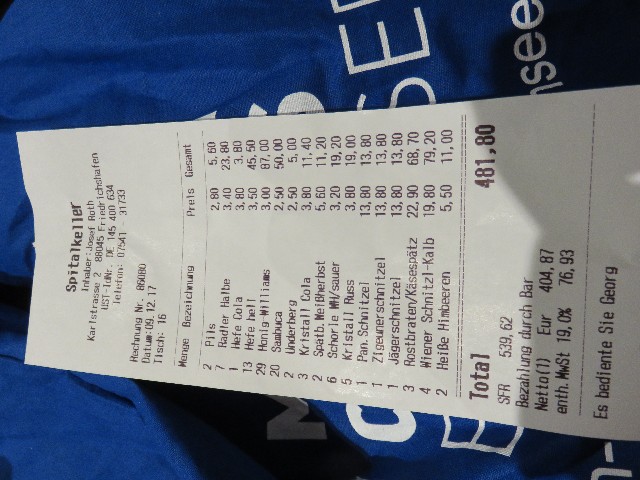 Spitalkeller
Inhaber:Josef Roth
Karlstrasse 2 88045 Friedrichshafen
UST-IdNr. DE 145 400 634
Telefon: 07541 31733
Rechnung Nr. 86080
Datum:09.12.17
Tisch: 16
Menge Bezeichnung Preis Gesamt
2 Pils 2,80 5,60
7 Radler Halbe 3,40 23,80
1 Hefe Cola 3,80 3,80
13 Hefe hell 3,50 45,50
29 Honig-Williams 3,00 87,00
20 Sambuca 2,50 50,00
2 Underberg 2,50 5,00
3 Kristall Cola 3,80 11,40
2 Spätb.Weißherbst 5,60 11,20
6 Schorle WW/sauer 3,20 19,20
5 Kristall Russ 3,80 19,00
1 Pan.Schnitzel 13,80 13,80
1 Zigeunerschnitzel 13,80 13,80
1 Jägerschnitzel 13,80 13,80
3 Rostbraten/Käsespätz 22,90 68,70
4 Wiener Schnitzl-Kalb 19,80 79,20
2 Heiße Himbeeren 5,50 11,00
Total 481,80
SFR 539,62
Bezahlung durch Bar
Netto(1) Eur 404,87
enth.MwSt 19,0% 76,93
Es bediente Sie Georg